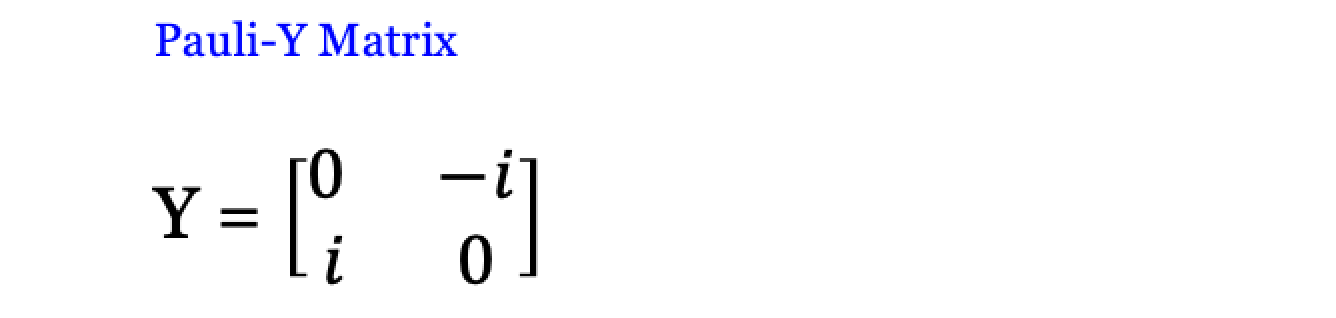 Pauli-Y Matrix
Y = [0 −i
i 0]